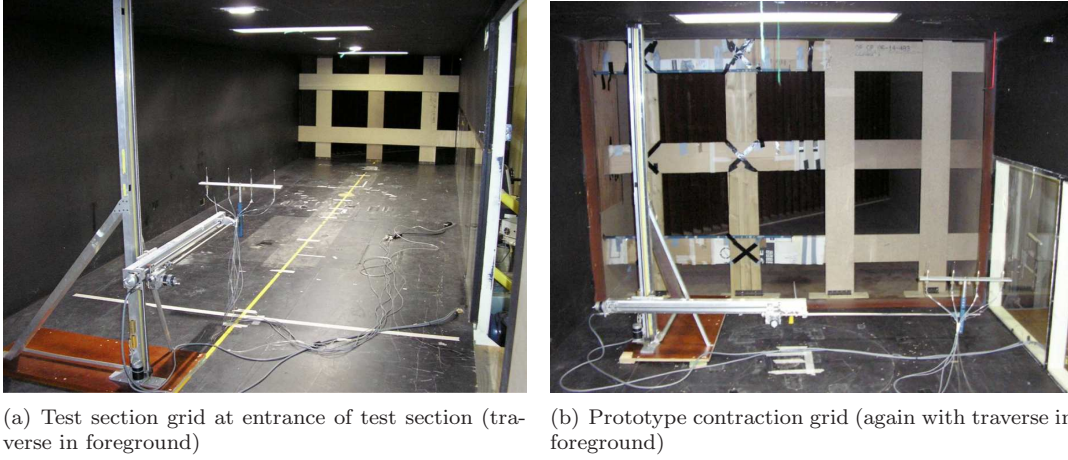 (a) Test section grid at entrance of test section (tra-
verse in foreground)
(b) Prototype contraction grid (again with traverse in
foreground)